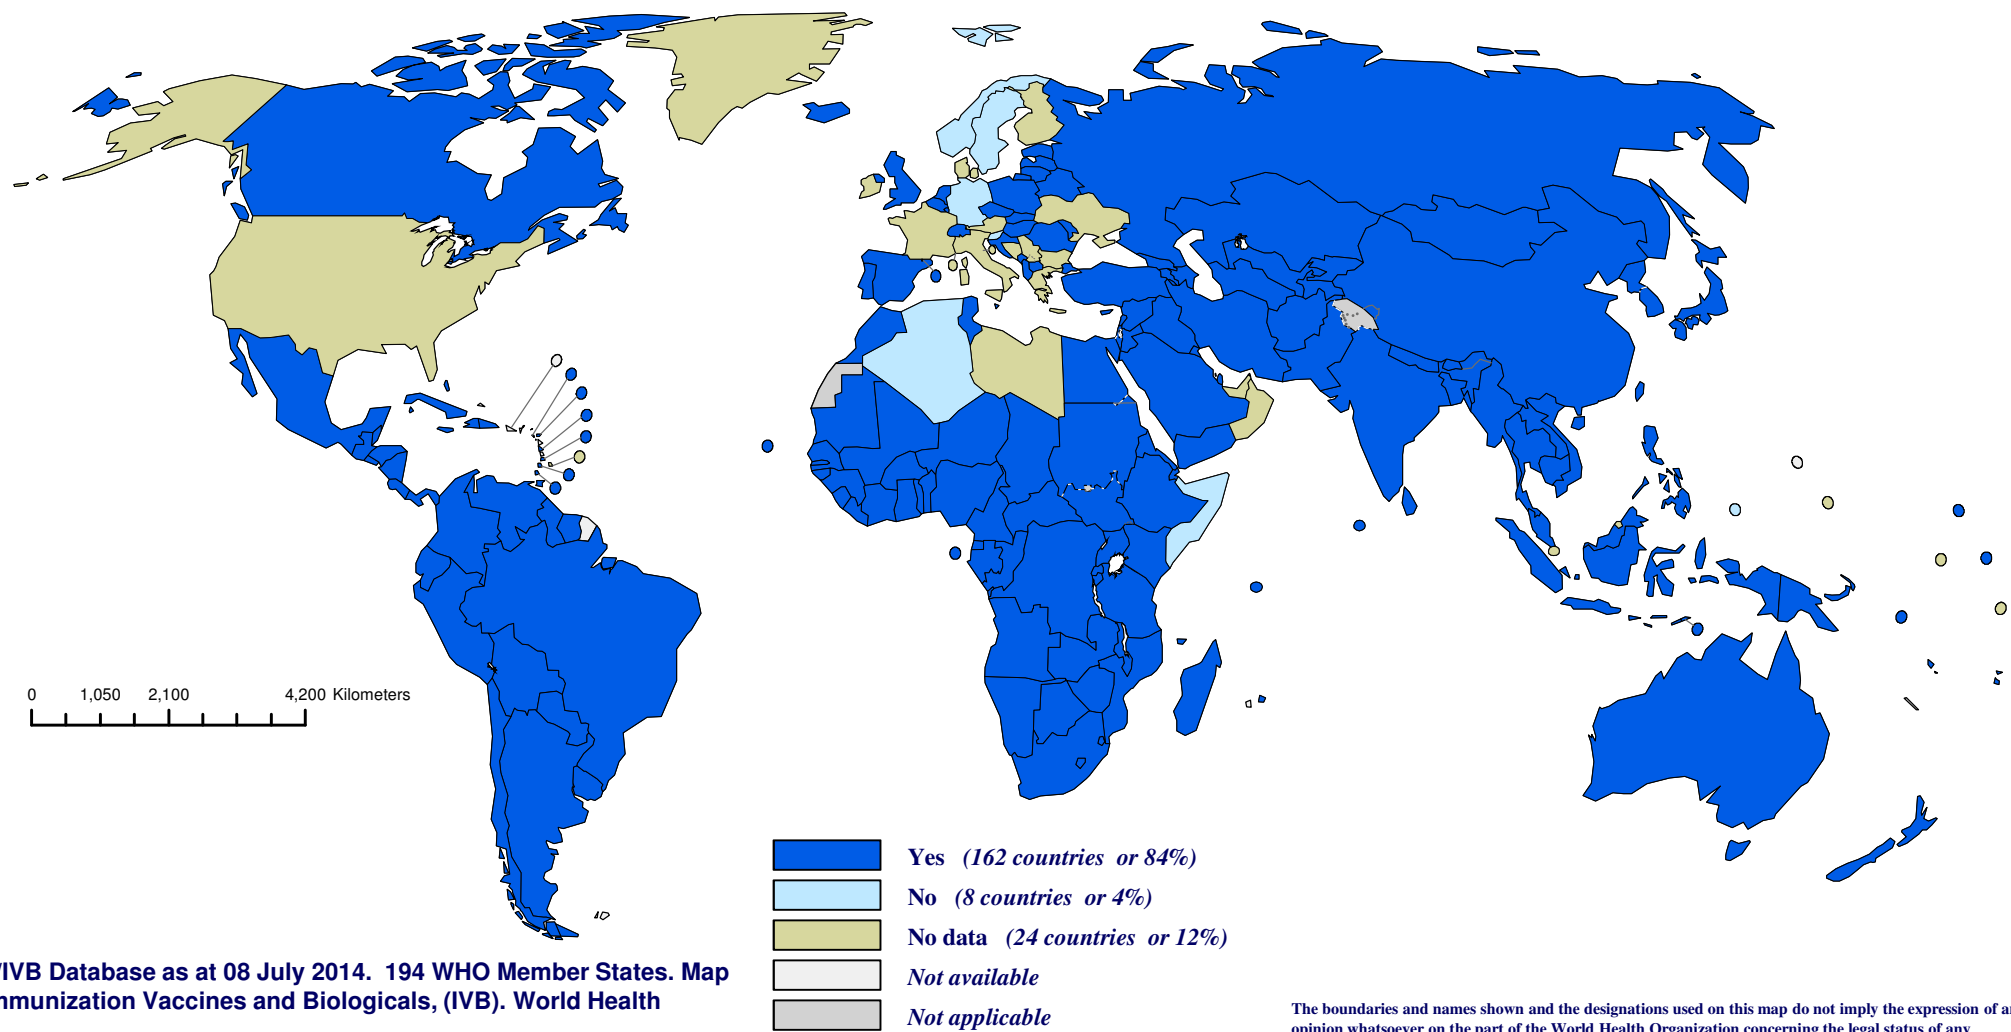 0 1,050 2,100 4,200 Kilometers
Yes (162 countries or 84%)
No (8 countries or 4%)
No data (24 countries or 12%)
Not available
Not applicable
/IVB Database as at 08 July 2014. 194 WHO Member States. Map
mmunization Vaccines and Biologicals, (IVB). World Health
The boundaries and names shown and the designations used on this map do not imply the expression of a
opinion whatsoever on the part of the World Health Organization concerning the legal status of any